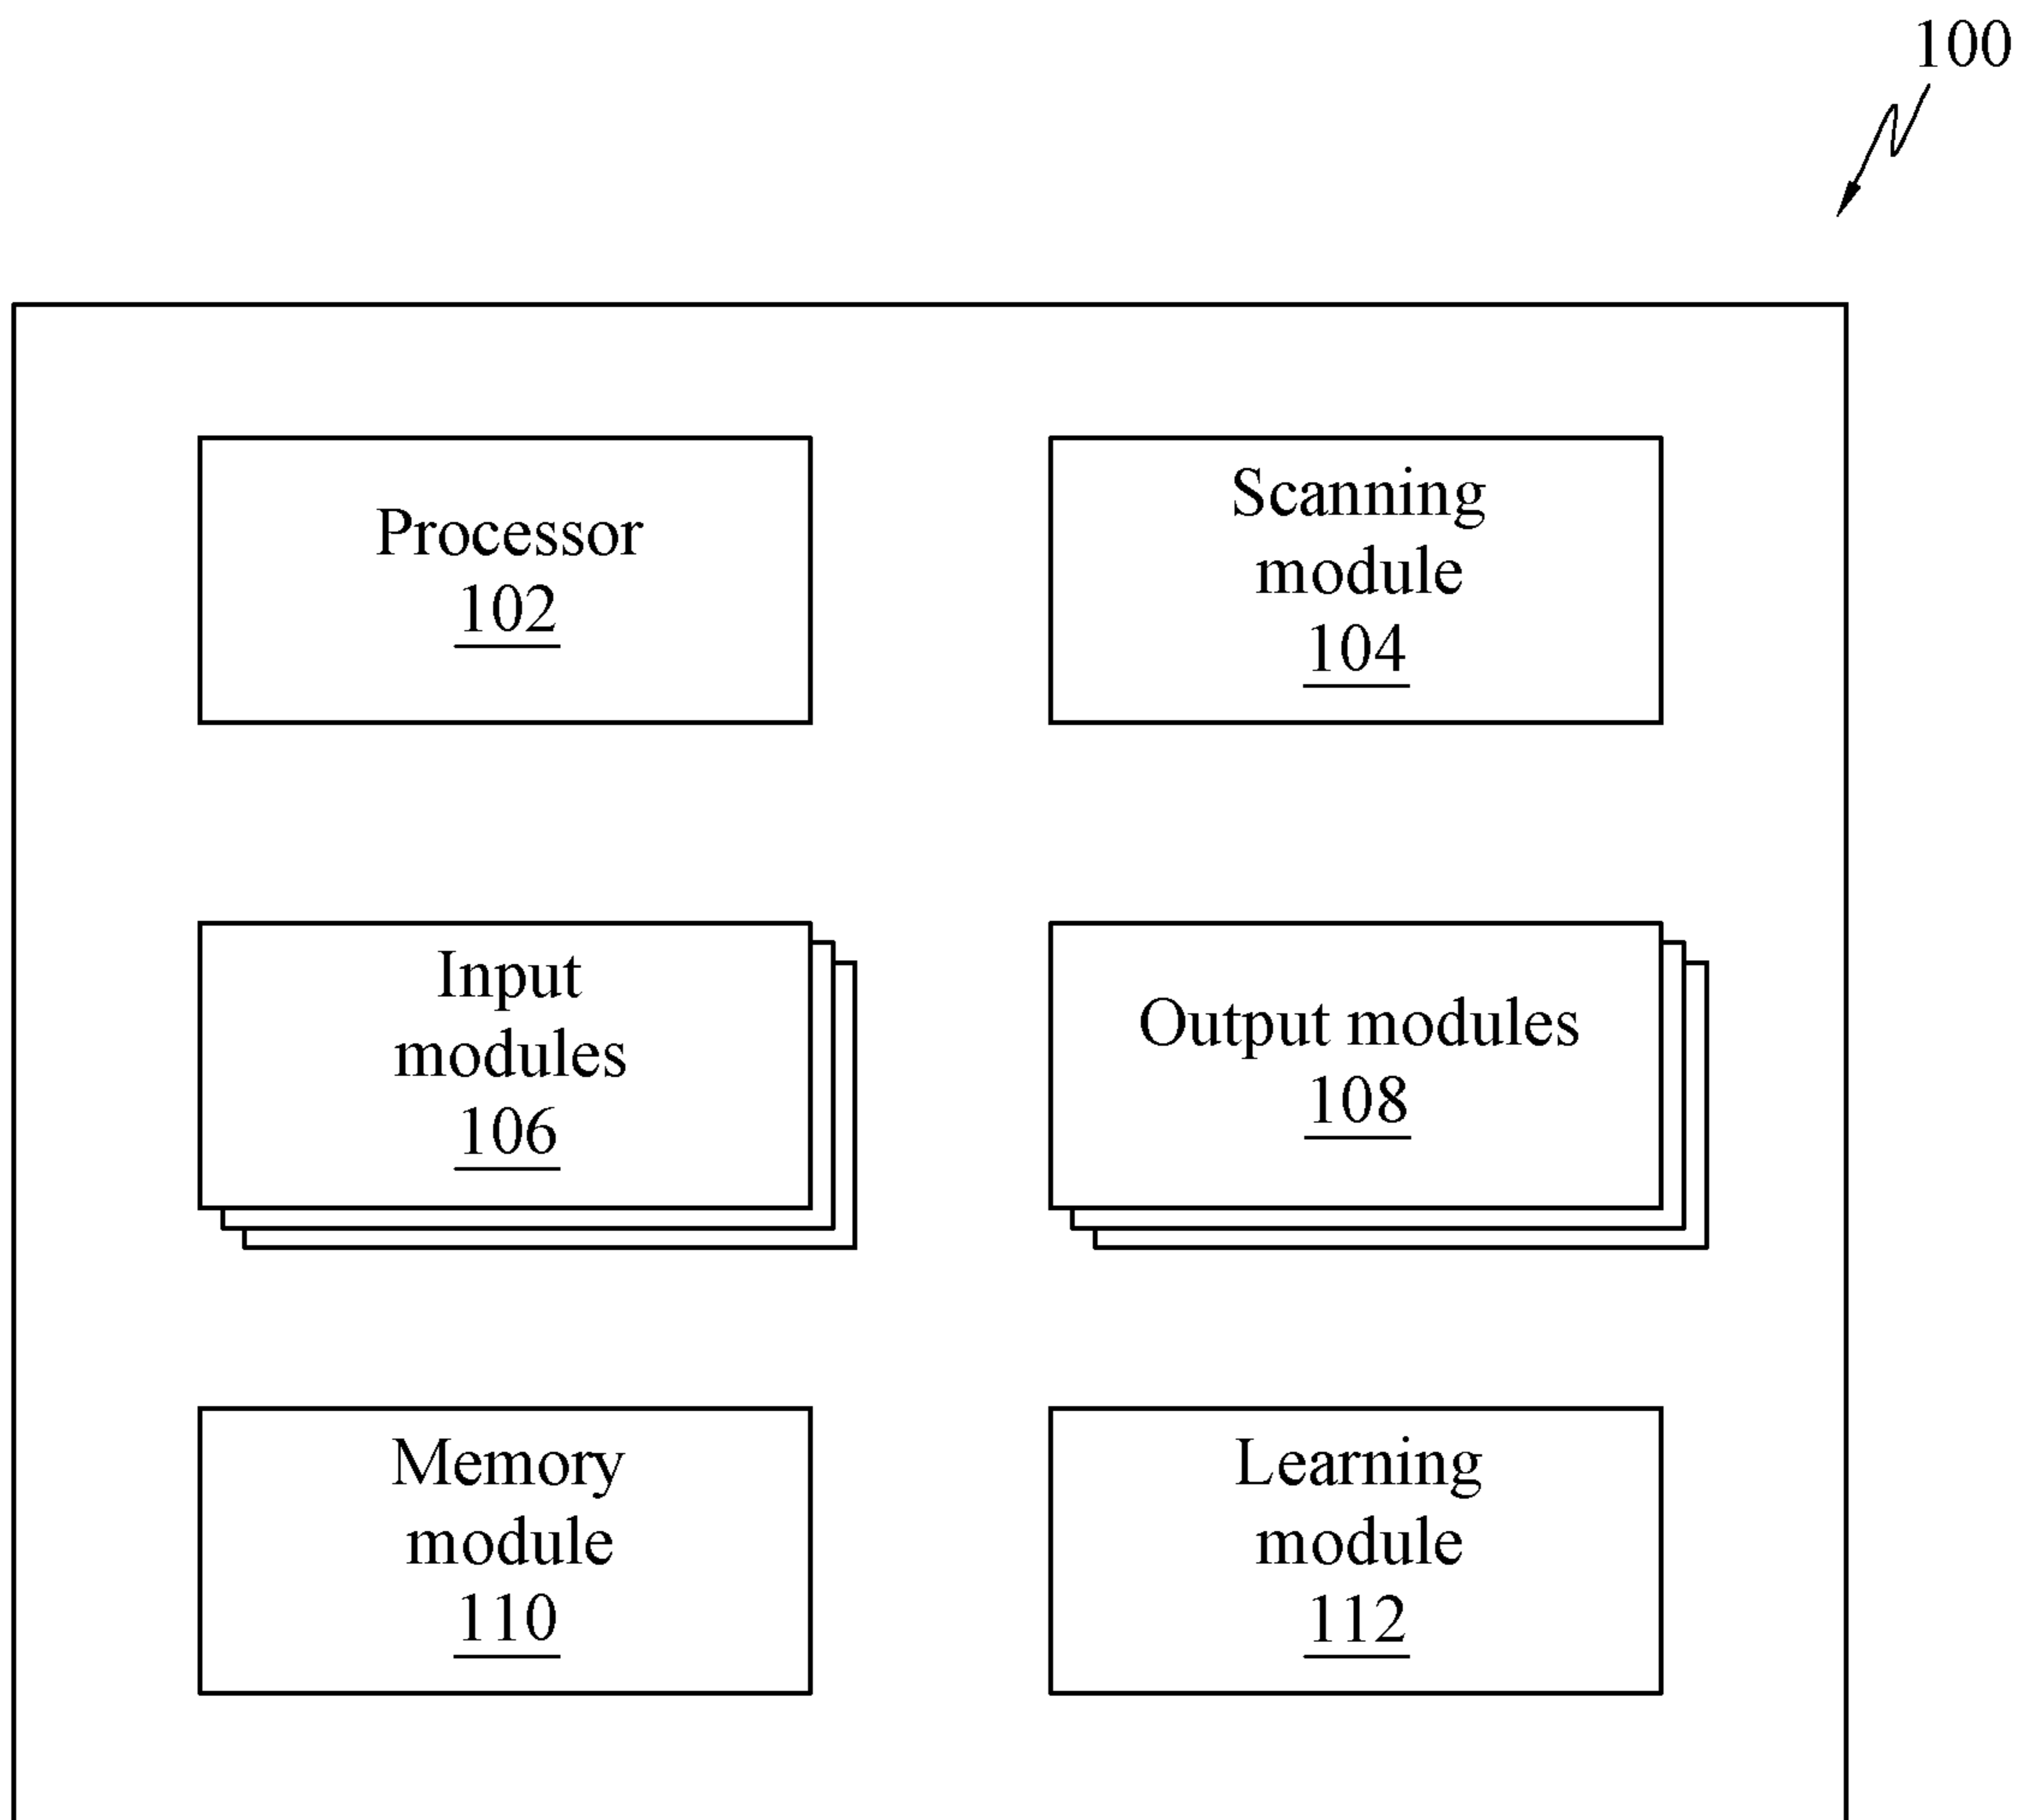 100
Processor
102
Scanning
module
104
Input
modules
106
Output modules
108
Memory
module
110
Learning
module
112